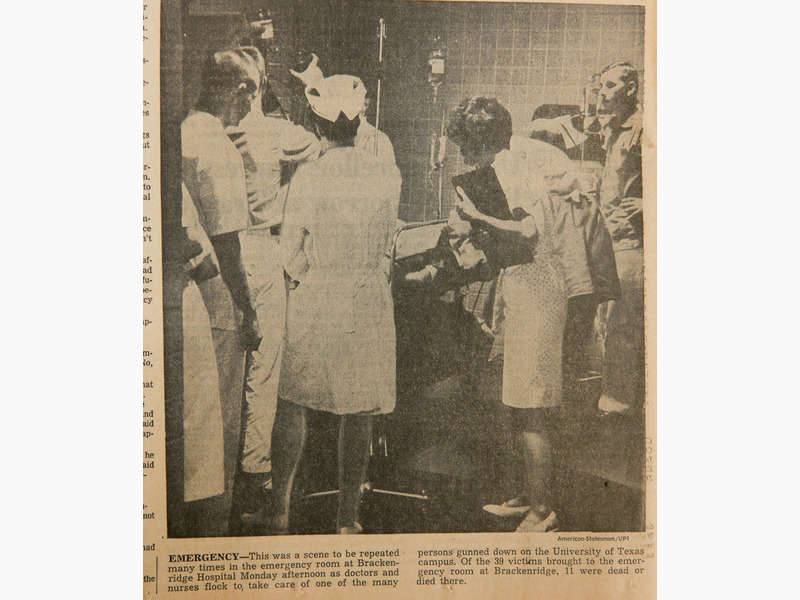 American-Statesman/UPI
EMERGENCY—This was a scene to be repeated
many times in the emergency room at Bracken-
ridge Hospital Monday afternoon as doctors and
nurses flock to take care of one of the many
persons gunned down on the University of Texas
campus. Of the 39 victims brought to the emer-
gency room at Brackenridge, 11 were dead or
died there.